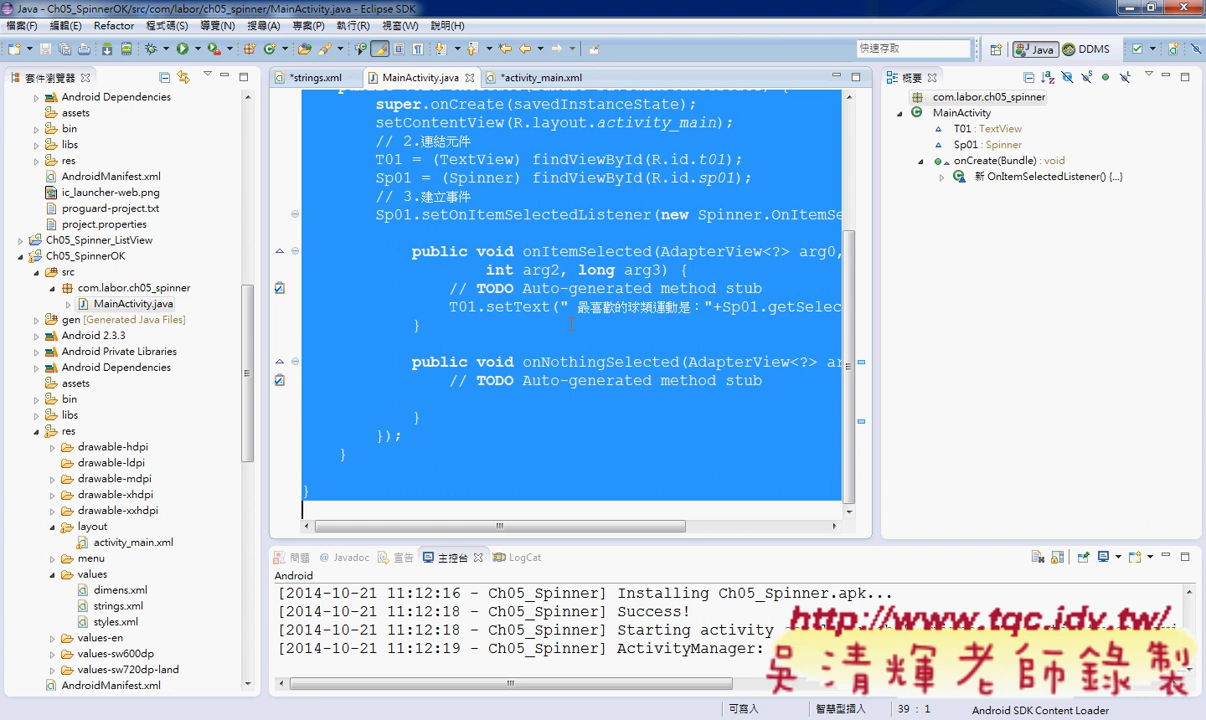 Java - Ch05_SpinnerOK/src/com/labor/ch05_spinner/MainActivity.java - Eclipse SDK
檔案(F) 編輯(E) Refactor 程式碼(S) 導覽(N) 搜尋(A) 專案(P) 執行(R) 視窗(W) 說明(H)
快速存取
Java
DDMS
套件瀏覽器
Android Dependencies
assets
bin
libs
res
AndroidManifest.xml
ic_launcher-web.png
proguard-project.txt
project.properties
Ch05_Spinner_ListView
Ch05_SpinnerOK
src
com.labor.ch05_spinner
MainActivity.java
gen [Generated Java Files]
Android 2.3.3
Android Private Libraries
Android Dependencies
assets
bin
libs
res
drawable-hdpi
drawable-ldpi
drawable-mdpi
drawable-xhdpi
drawable-xxhdpi
layout
activity_main.xml
menu
values
dimens.xml
strings.xml
styles.xml
values-en
values-sw600dp
values-sw720dp-land
AndroidManifest.xml
*strings.xml
MainActivity.java
*activity_main.xml
super.onCreate(savedInstanceState);
setContentView(R.layout.activity_main);
// 2.連結元件
T01 = (TextView) findViewById(R.id.t01);
Sp01 = (Spinner) findViewById(R.id.sp01);
// 3.建立事件
Sp01.setOnItemSelectedListener(new Spinner.OnItemSe
public void onItemSelected(AdapterView<?> arg0,
int arg2, long arg3) {
// TODO Auto-generated method stub
T01.setText(" 最喜歡的球類運動是："+Sp01.getSelec
}
public void onNothingSelected(AdapterView<?> ar
// TODO Auto-generated method stub
}
});
}
}
概要
com.labor.ch05_spinner
MainActivity
T01 : TextView
Sp01 : Spinner
onCreate(Bundle) : void
新 OnItemSelectedListener() {...}
問題 @ Javadoc 宣告 主控台 LogCat
Android
[2014-10-21 11:12:16 - Ch05_Spinner] Installing Ch05_Spinner.apk...
[2014-10-21 11:12:18 - Ch05_Spinner] Success!
[2014-10-21 11:12:18 - Ch05_Spinner] Starting activity
[2014-10-21 11:12:19 - Ch05_Spinner] ActivityManager:
http://www.tqc.idv.tw/
吳清輝老師錄製
可寫入
智慧型插入
39 : 1
Android SDK Content Loader